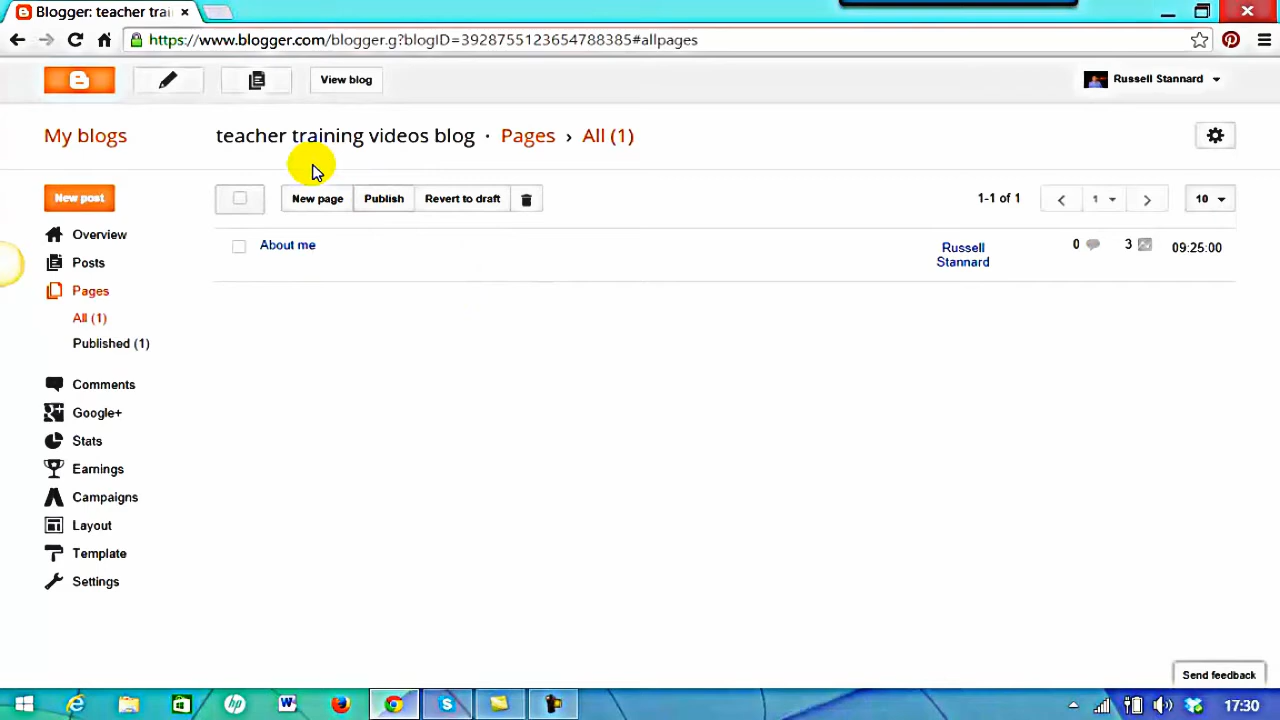 Blogger: teacher trai
https://www.blogger.com/blogger.g?blogID=3928755123654788385#allpages
View blog
Russell Stannard
My blogs
teacher training videos blog · Pages › All (1)
New post
New page
Publish
Revert to draft
1-1 of 1
1
10
Overview
About me
Russell
Stannard
0
3
09:25:00
Posts
Pages
All (1)
Published (1)
Comments
Google+
Stats
Earnings
Campaigns
Layout
Template
Settings
Send feedback
17:30